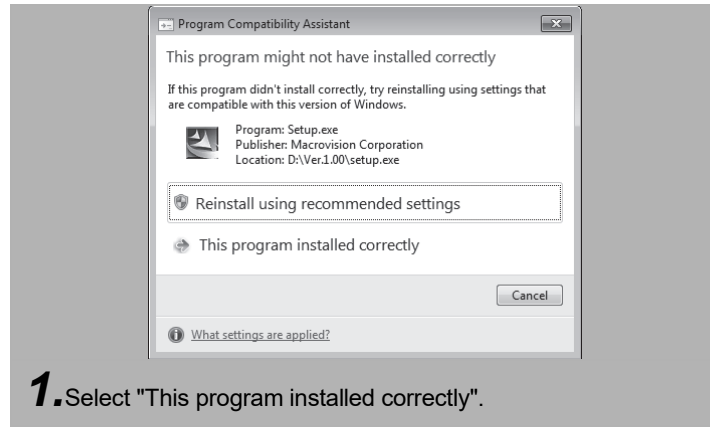 Program Compatibility Assistant
This program might not have installed correctly
If this program didn't install correctly, try reinstalling using settings that
are compatible with this version of Windows.
Program: Setup.exe
Publisher: Macrovision Corporation
Location: D:\Ver.1.00\setup.exe
Reinstall using recommended settings
This program installed correctly
Cancel
What settings are applied?
1.Select "This program installed correctly".